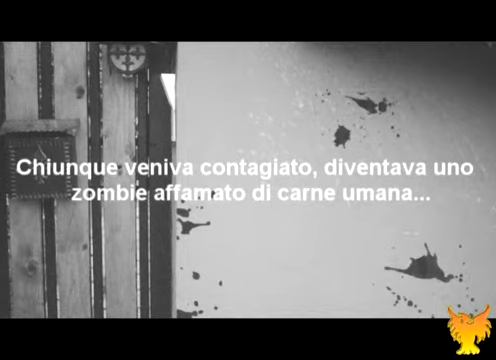 Chiunque veniva contagiato, diventava uno
zombie affamato di carne umana...